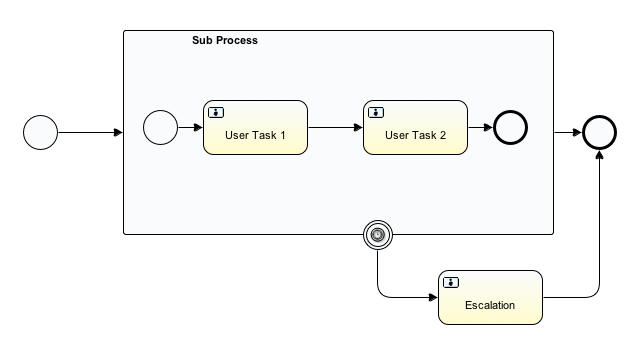 Sub Process
User Task 1
User Task 2
Escalation